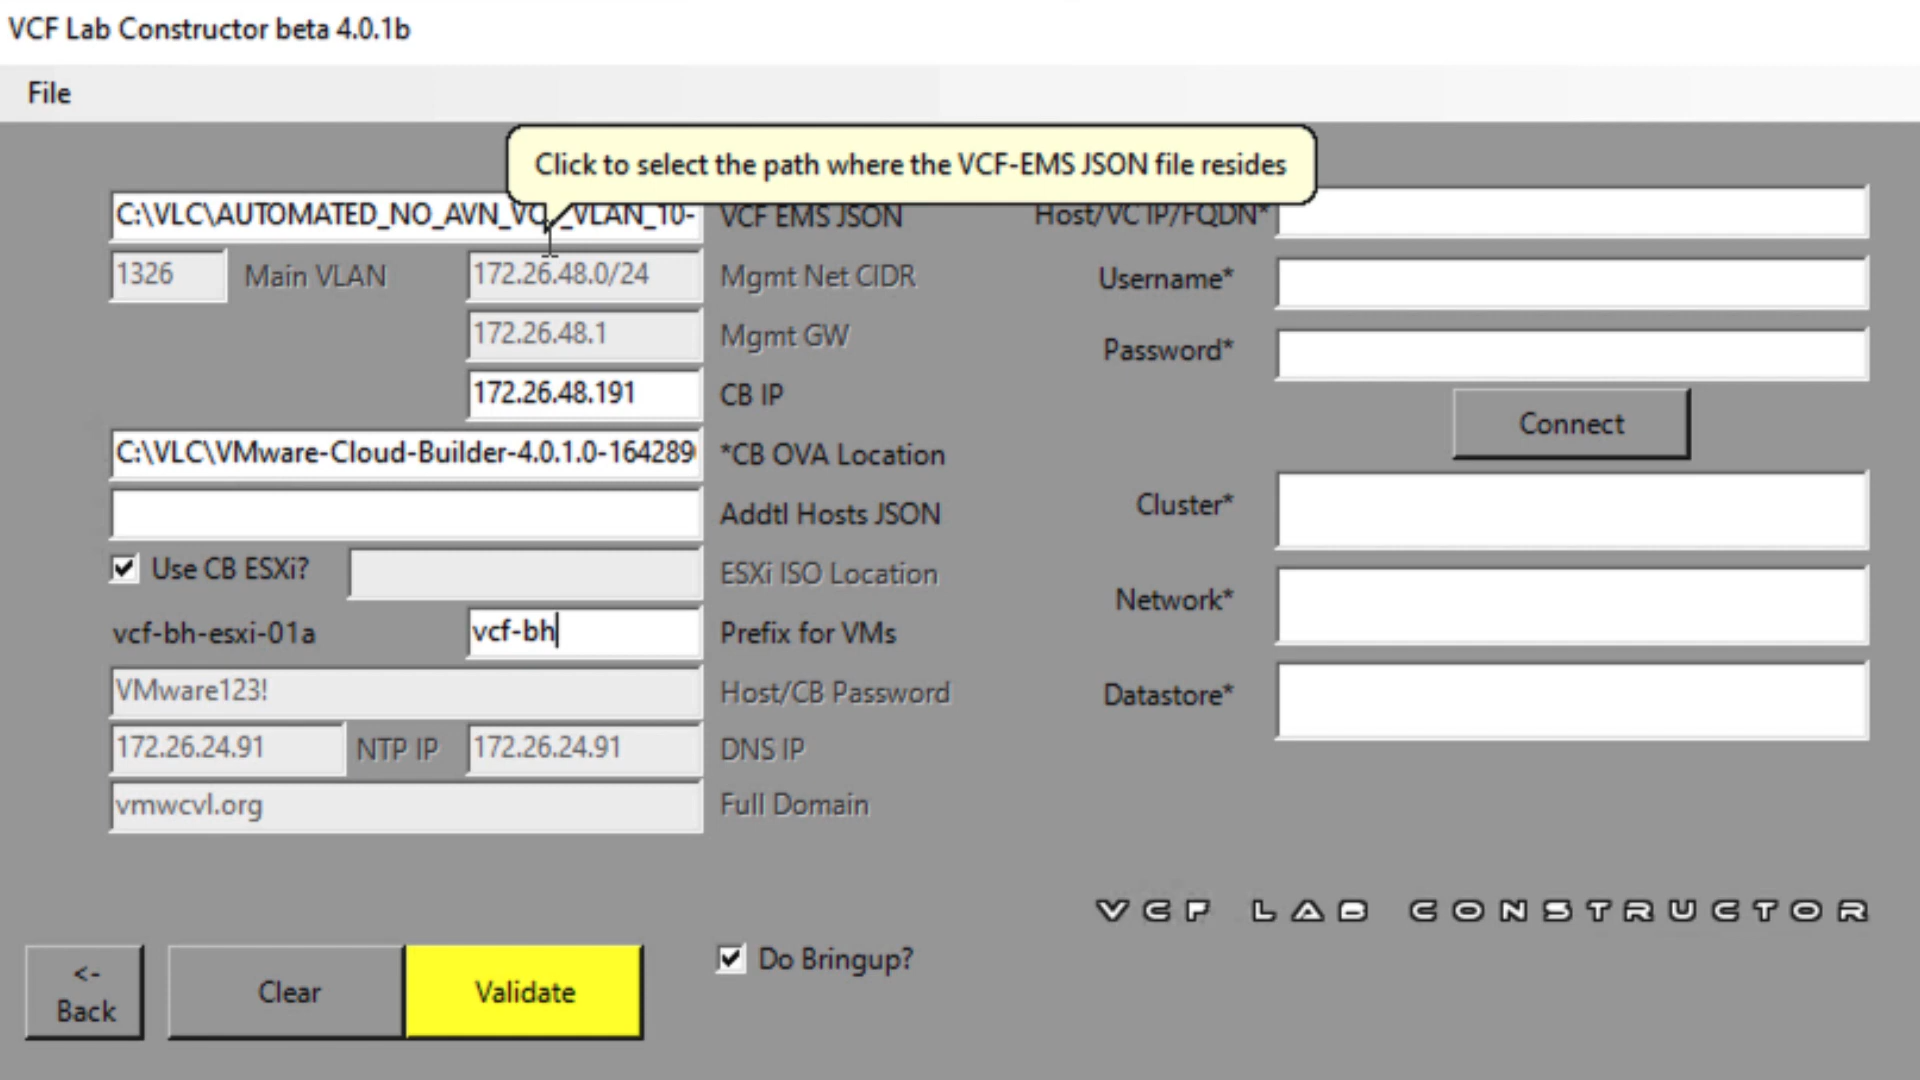 VCF Lab Constructor beta 4.0.1b
File
Click to select the path where the VCF-EMS JSON file resides
C:\VLC\AUTOMATED_NO_AVN_VCF_VLAN_10- VCF EMS JSON
1326 Main VLAN 172.26.48.0/24 Mgmt Net CIDR
172.26.48.1 Mgmt GW
172.26.48.191 CB IP
C:\VLC\VMware-Cloud-Builder-4.0.1.0-164289 *CB OVA Location
Addtl Hosts JSON
Use CB ESXi? ESXi ISO Location
vcf-bh-esxi-01a vcf-bh Prefix for VMs
VMware123! Host/CB Password
172.26.24.91 NTP IP 172.26.24.91 DNS IP
vmwcvl.org Full Domain
Host/VC IP/FQDN*
Username*
Password*
Connect
Cluster*
Network*
Datastore*
VCF LAB CONSTRUCTOR
<- Back
Clear
Validate
Do Bringup?